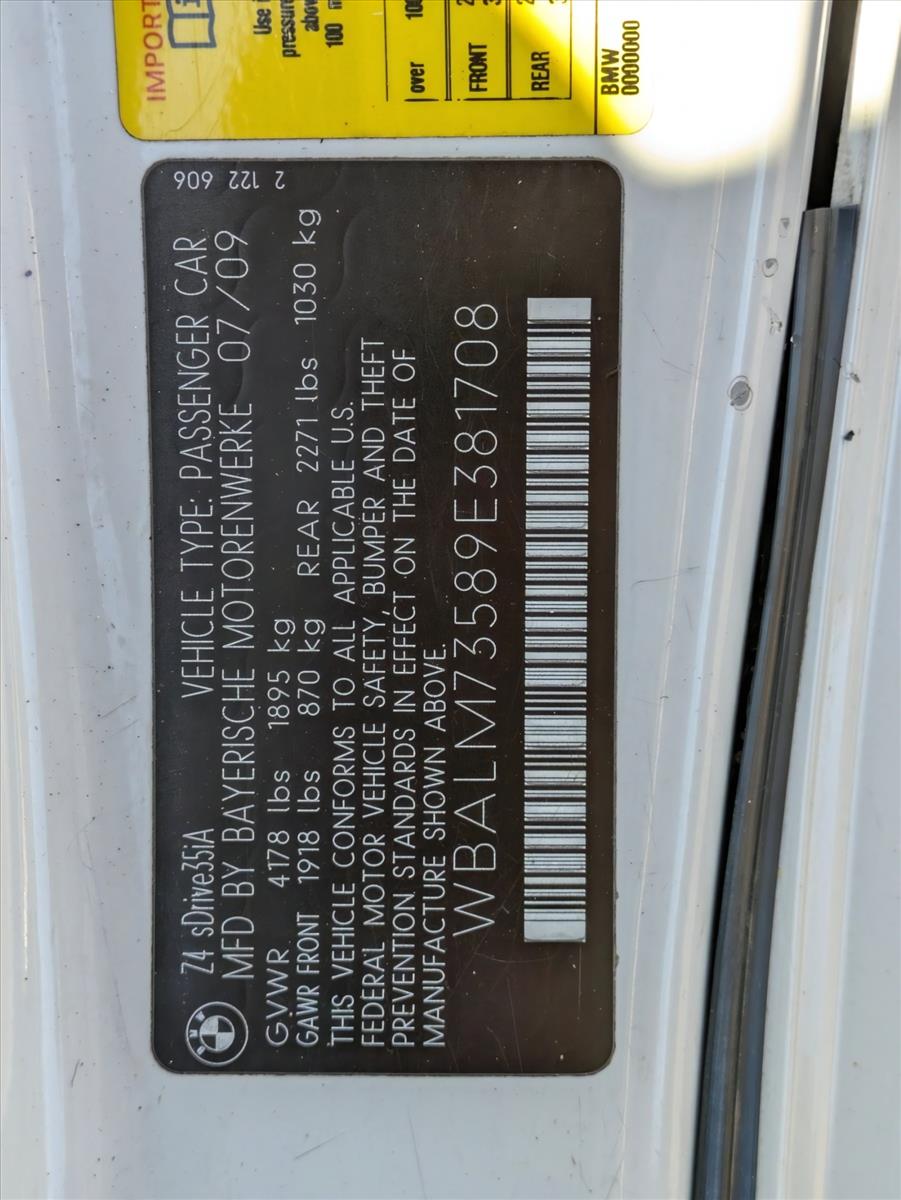 IMPORT
Use
pressure
above
100
over 100
FRONT
REAR
BMW
0000000
2 122 606
Z4 sDrive35iA VEHICLE TYPE: PASSENGER CAR
MFD BY BAYERISCHE MOTORENWERKE 07/09
GVWR 4178 lbs 1895 kg
GAWR FRONT 1918 lbs 870 kg REAR 2271 lbs 1030 kg
THIS VEHICLE CONFORMS TO ALL APPLICABLE U.S.
FEDERAL MOTOR VEHICLE SAFETY, BUMPER AND THEFT
PREVENTION STANDARDS IN EFFECT ON THE DATE OF
MANUFACTURE SHOWN ABOVE.
WBALM73589E381708